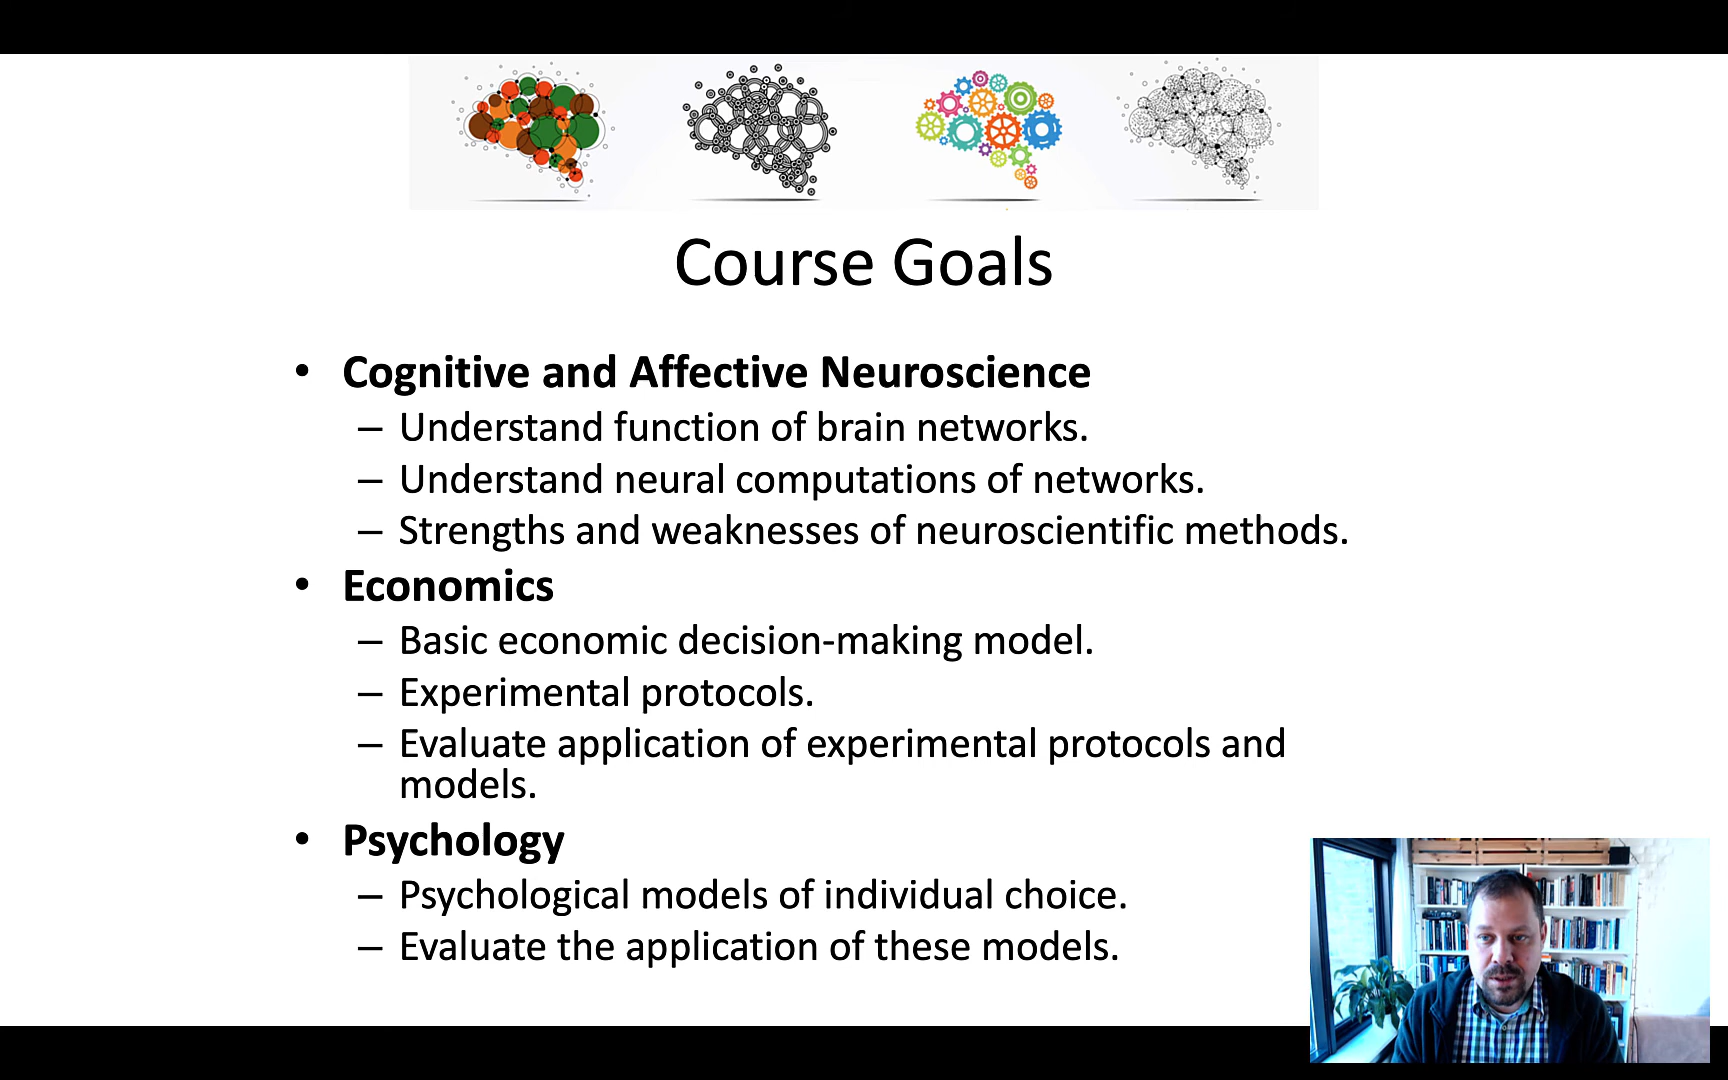 Course Goals
• Cognitive and Affective Neuroscience
– Understand function of brain networks.
– Understand neural computations of networks.
– Strengths and weaknesses of neuroscientific methods.
• Economics
– Basic economic decision-making model.
– Experimental protocols.
– Evaluate application of experimental protocols and
models.
• Psychology
– Psychological models of individual choice.
– Evaluate the application of these models.